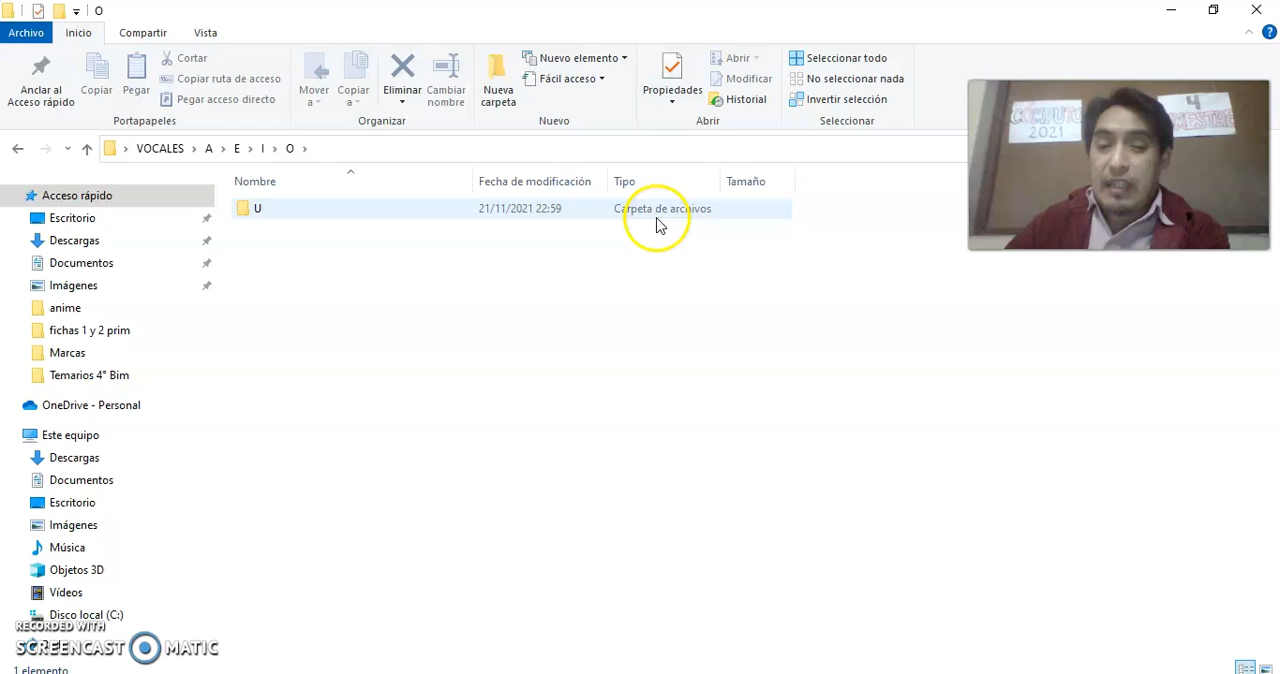 O
Archivo Inicio Compartir Vista
Anclar al Acceso rápido
Copiar
Pegar
Cortar
Copiar ruta de acceso
Pegar acceso directo
Portapapeles
Mover a
Copiar a
Eliminar
Cambiar nombre
Organizar
Nueva carpeta
Nuevo elemento
Fácil acceso
Nuevo
Propiedades
Abrir
Modificar
Historial
Abrir
Seleccionar todo
No seleccionar nada
Invertir selección
Seleccionar
VOCALES › A › E › I › O ›
Nombre Fecha de modificación Tipo Tamaño
U 21/11/2021 22:59 Carpeta de archivos
Acceso rápido
Escritorio
Descargas
Documentos
Imágenes
anime
fichas 1 y 2 prim
Marcas
Temarios 4° Bim
OneDrive - Personal
Este equipo
Descargas
Documentos
Escritorio
Imágenes
Música
Objetos 3D
Vídeos
Disco local (C:)
1 elemento
COMPUTO
2021
4
RECORDED WITH
SCREENCAST MATIC